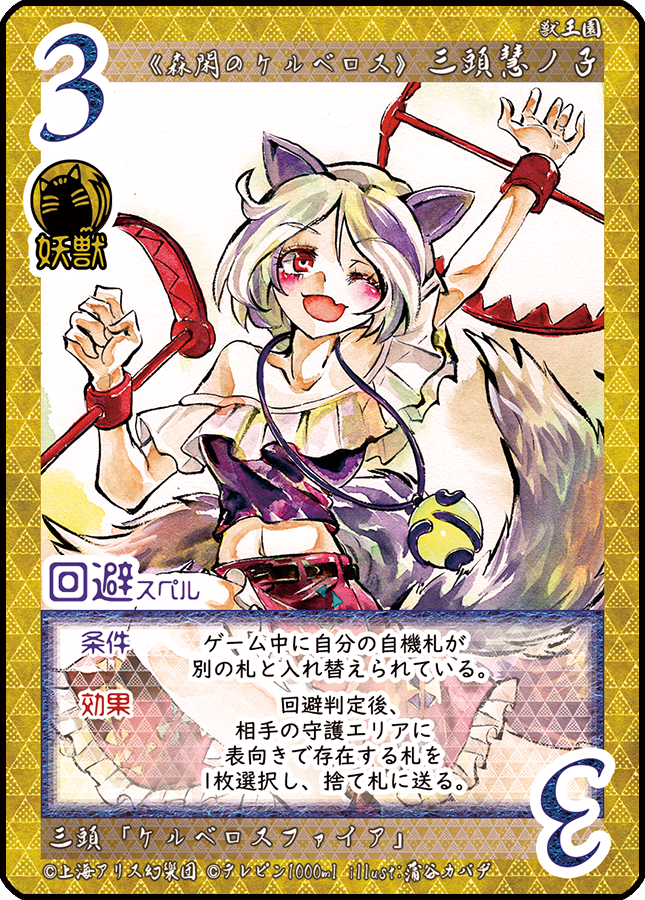 獣王園
3
《森閑のケルベロス》 三頭慧ノ子
妖獣
回避スペル
条件
ゲーム中に自分の自機札が
別の札と入れ替えられている。
効果
回避判定後、
相手の守護エリアに
表向きで存在する札を
1枚選択し、捨て札に送る。
3
三頭「ケルベロスファイア」
©上海アリス幻樂団 ©テレピン1000ml illust:蒲谷カバヂ